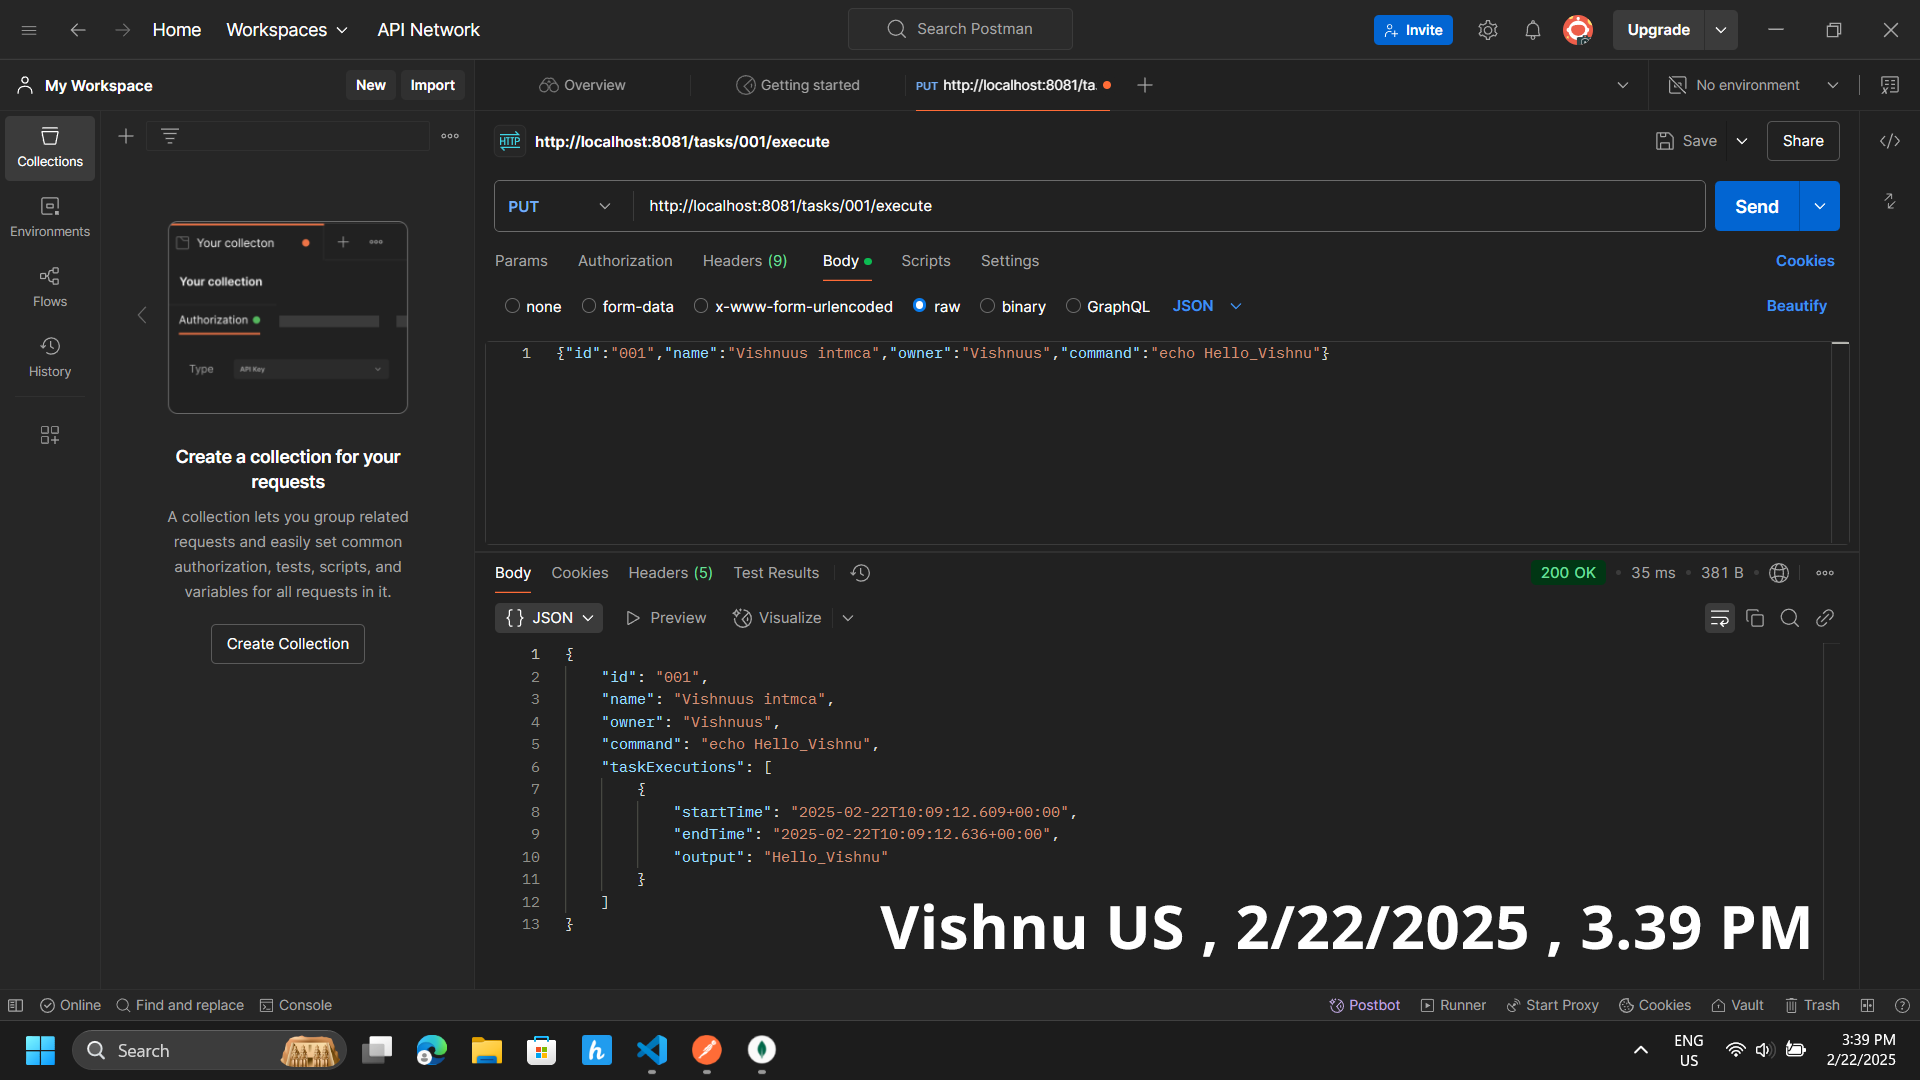 Home Workspaces API Network Search Postman Invite Upgrade
My Workspace New Import Overview Getting started PUT http://localhost:8081/ta. No environment
Collections
Environments
Flows
History
Your collecton
Your collection
Authorization
Type API Key
Create a collection for your
requests
A collection lets you group related
requests and easily set common
authorization, tests, scripts, and
variables for all requests in it.
Create Collection
HTTP http://localhost:8081/tasks/001/execute Save Share
PUT http://localhost:8081/tasks/001/execute Send
Params Authorization Headers (9) Body Scripts Settings Cookies
none form-data x-www-form-urlencoded raw binary GraphQL JSON Beautify
1 {"id":"001","name":"Vishnuus intmca","owner":"Vishnuus","command":"echo Hello_Vishnu"}
Body Cookies Headers (5) Test Results 200 OK 35 ms 381 B
{} JSON Preview Visualize
1 {
2 "id": "001",
3 "name": "Vishnuus intmca",
4 "owner": "Vishnuus",
5 "command": "echo Hello_Vishnu",
6 "taskExecutions": [
7 {
8 "startTime": "2025-02-22T10:09:12.609+00:00",
9 "endTime": "2025-02-22T10:09:12.636+00:00",
10 "output": "Hello_Vishnu"
11 }
12 ]
13 }
Vishnu US , 2/22/2025 , 3.39 PM
Online Find and replace Console Postbot Runner Start Proxy Cookies Vault Trash
Search
ENG
US
3:39 PM
2/22/2025